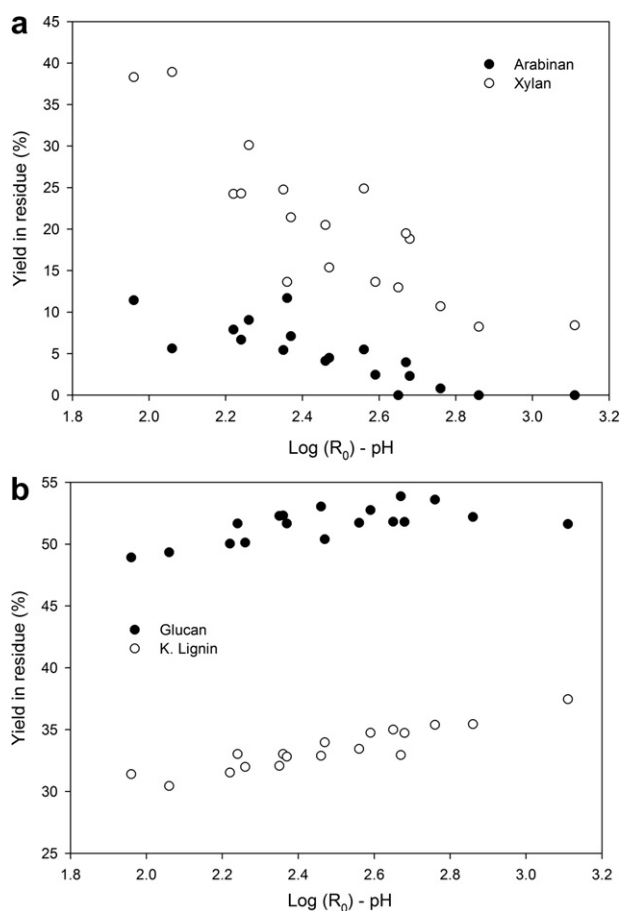 a
45
40
35
30
25
20
15
10
5
0
Yield in residue (%)
Arabinan
Xylan
1.8 2.0 2.2 2.4 2.6 2.8 3.0 3.2
Log (R₀) - pH
b
55
50
45
40
35
30
25
Yield in residue (%)
Glucan
K. Lignin
1.8 2.0 2.2 2.4 2.6 2.8 3.0 3.2
Log (R₀) - pH